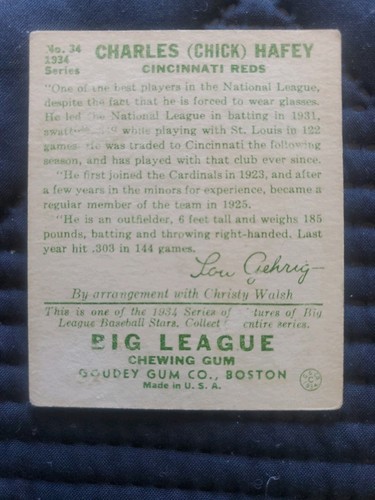 No. 34
1934
Series
CHARLES (CHICK) HAFEY
CINCINNATI REDS
"One of the best players in the National League,
despite the fact that he is forced to wear glasses.
He led the National League in batting in 1931,
while playing with St. Louis in 122
games. He was traded to Cincinnati the following
season, and has played with that club ever since.
"He first joined the Cardinals in 1923, and after
a few years in the minors for experience, became a
regular member of the team in 1925.
"He is an outfielder, 6 feet tall and weighs 185
pounds, batting and throwing right-handed. Last
year hit .303 in 144 games.
Lou Gehrig
By arrangement with Christy Walsh
This is one of the 1934 Series of tures of Big
League Baseball Stars. Collect entire series.
BIG LEAGUE
CHEWING GUM
GOUDEY GUM CO., BOSTON
Made in U. S. A.